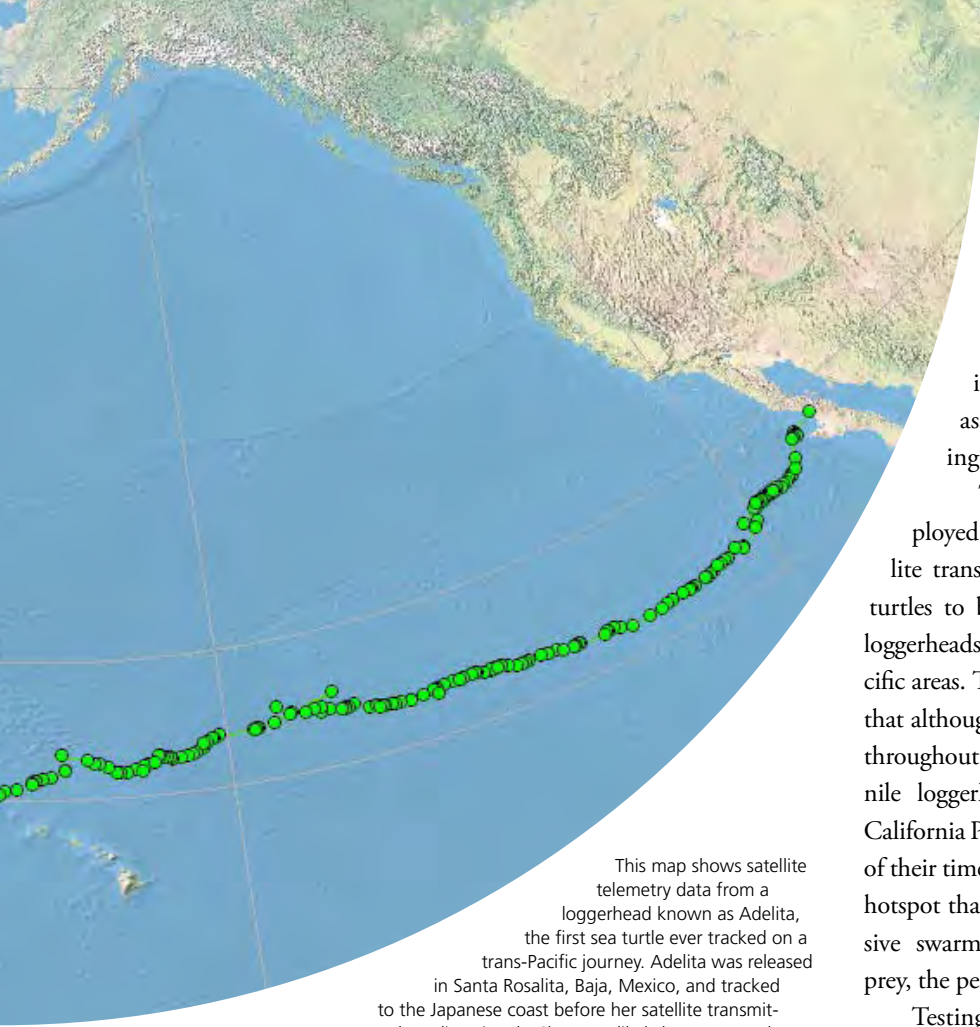 This map shows satellite
telemetry data from a
loggerhead known as Adelita,
the first sea turtle ever tracked on a
trans-Pacific journey. Adelita was released
in Santa Rosalita, Baja, Mexico, and tracked
to the Japanese coast before her satellite transmit-
i
as
ing
ployed
lite trans
turtles to
loggerheads
cific areas. T
that althoug
throughout
nile logger
California P
of their time
hotspot tha
sive swarm
prey, the pe
Testing